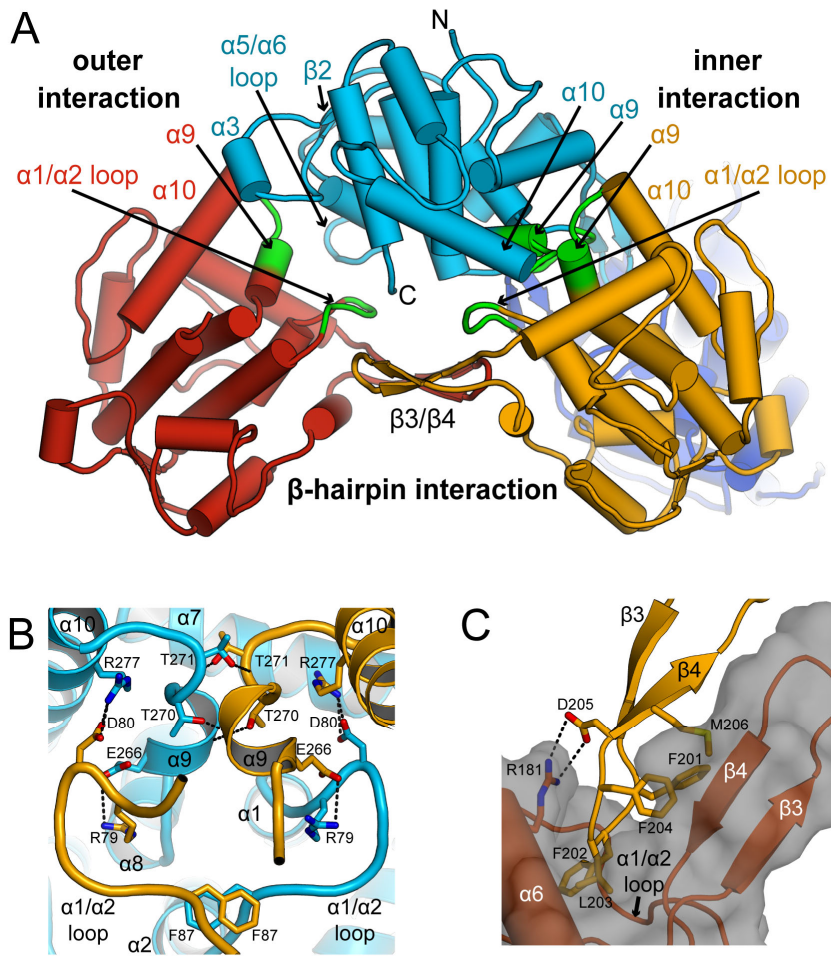 A
N
outer
interaction
α5/α6
loop
β2
inner
interaction
α10
α9
α9
α3
α9
α1/α2 loop
α10
α10
α1/α2 loop
C
β3/β4
β-hairpin interaction
B
α10
α7
α10
R277
T271
T271
R277
T270
T270
D80
D80
E266
α9
α9
E266
α1
R79
R79
α8
α1/α2
loop
α1/α2
loop
α2
F87
F87
C
β3
β4
D205
M206
R181
F201
β4
β3
F204
F202
α1/α2
loop
α6
L203